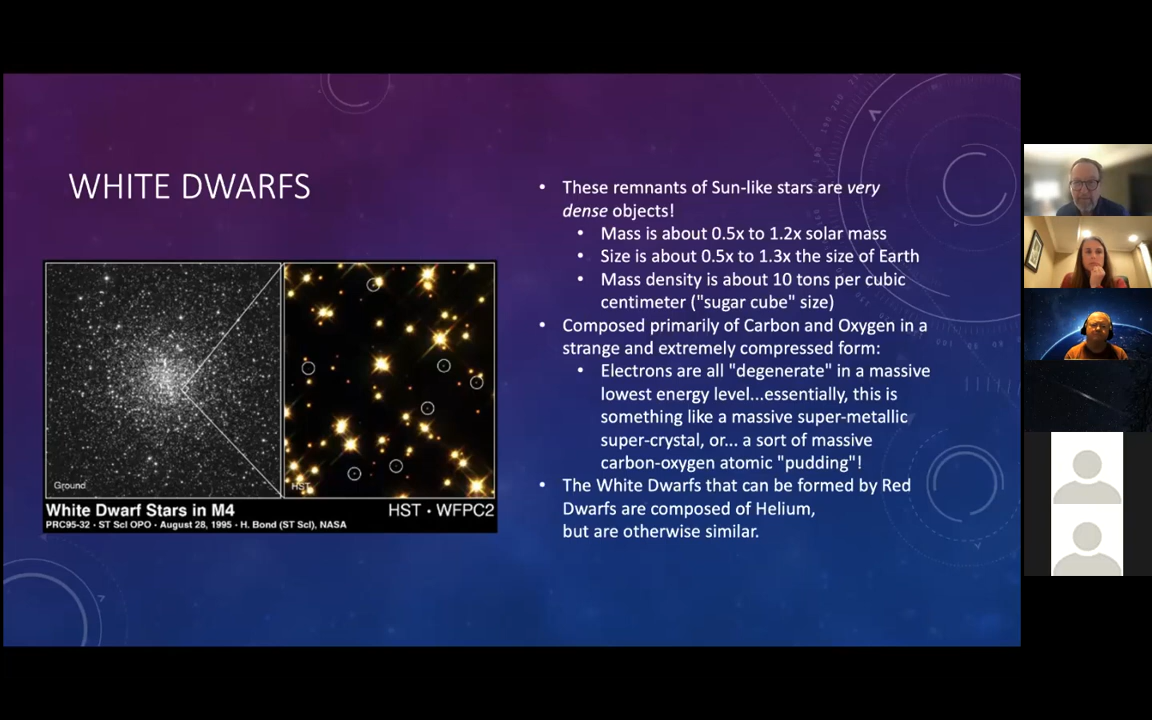 WHITE DWARFS
Ground
HST
White Dwarf Stars in M4
HST • WFPC2
PRC95-32 • ST ScI OPO • August 28, 1995 • H. Bond (ST ScI), NASA
• These remnants of Sun-like stars are very
dense objects!
• Mass is about 0.5x to 1.2x solar mass
• Size is about 0.5x to 1.3x the size of Earth
• Mass density is about 10 tons per cubic
centimeter ("sugar cube" size)
• Composed primarily of Carbon and Oxygen in a
strange and extremely compressed form:
• Electrons are all "degenerate" in a massive
lowest energy level...essentially, this is
something like a massive super-metallic
super-crystal, or... a sort of massive
carbon-oxygen atomic "pudding"!
• The White Dwarfs that can be formed by Red
Dwarfs are composed of Helium,
but are otherwise similar.